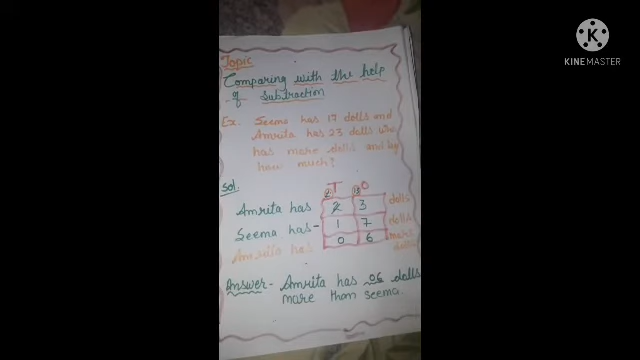 K
KINEMASTER
Topic
Comparing with the help
of subtraction
Ex. Seema has 17 dolls and
Amrita has 23 dolls who
has more dolls and by
how much?
Sol
T O
Amrita has 2 3 dolls
Seema has - 1 7 dolls
Amrita has 0 6 more dolls
Answer - Amrita has 06 dolls
more than seema.